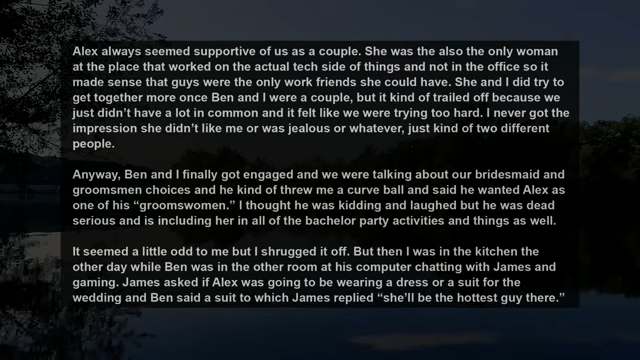 Alex always seemed supportive of us as a couple. She was the also the only woman
at the place that worked on the actual tech side of things and not in the office so it
made sense that guys were the only work friends she could have. She and I did try to
get together more once Ben and I were a couple, but it kind of trailed off because we
just didn’t have a lot in common and it felt like we were trying too hard. I never got the
impression she didn’t like me or was jealous or whatever, just kind of two different
people.

Anyway, Ben and I finally got engaged and we were talking about our bridesmaid and
groomsmen choices and he kind of threw me a curve ball and said he wanted Alex as
one of his “groomswomen.” I thought he was kidding and laughed but he was dead
serious and is including her in all of the bachelor party activities and things as well.

It seemed a little odd to me but I shrugged it off. But then I was in the kitchen the
other day while Ben was in the other room at his computer chatting with James and
gaming. James asked if Alex was going to be wearing a dress or a suit for the
wedding and Ben said a suit to which James replied “she’ll be the hottest guy there.”